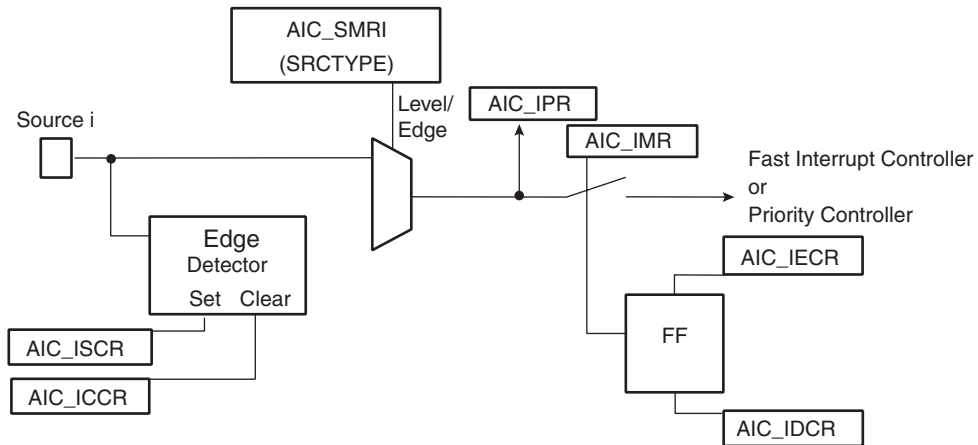 AIC_SMRI
(SRCTYPE)
Level/
Edge
AIC_IPR
AIC_IMR
Source i
Fast Interrupt Controller
or
Priority Controller
Edge
Detector
Set Clear
AIC_IECR
FF
AIC_ISCR
AIC_ICCR
AIC_IDCR